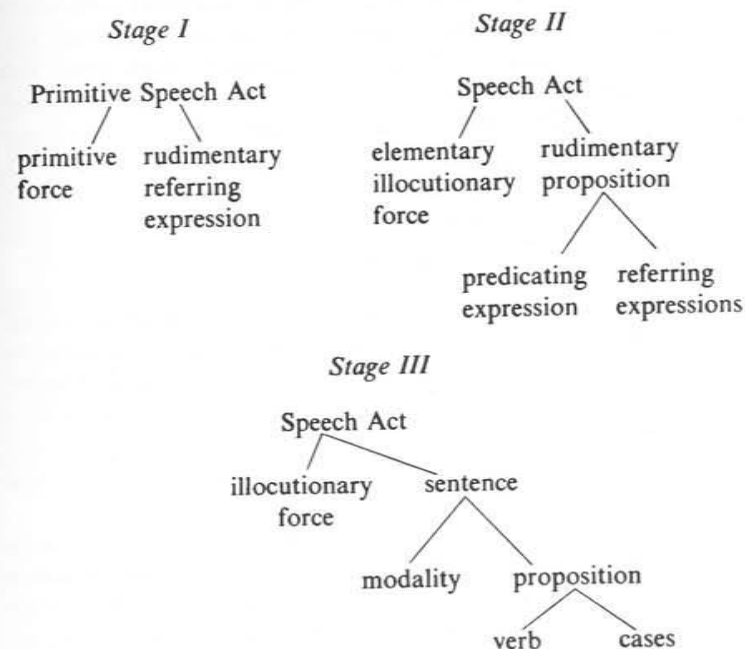 Stage I
Primitive Speech Act
primitive rudimentary
force referring
expression
Stage II
Speech Act
elementary rudimentary
illocutionary proposition
force
predicating referring
expression expressions
Stage III
Speech Act
illocutionary sentence
force
modality proposition
verb cases